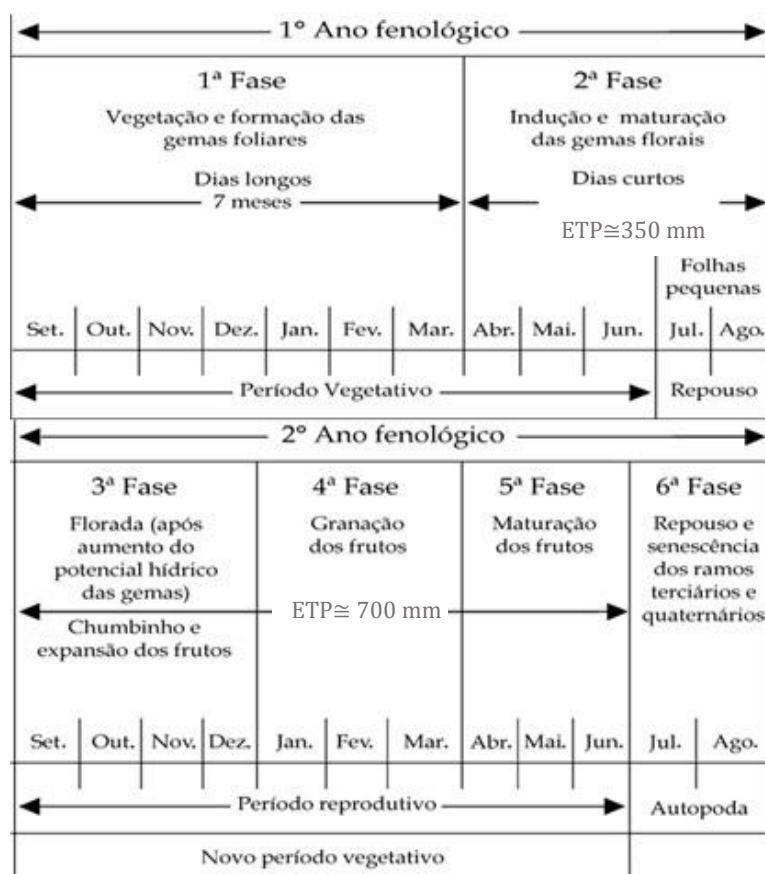 1º Ano fenológico
1ª Fase
Vegetação e formação das
gemas foliares
Dias longos
7 meses
2ª Fase
Indução e maturação
das gemas florais
Dias curtos
ETP≅350 mm
Folhas
pequenas
Set. Out. Nov. Dez. Jan. Fev. Mar. Abr. Mai. Jun. Jul. Ago.
Período Vegetativo
Repouso
2º Ano fenológico
3ª Fase
Florada (após
aumento do
potencial hídrico
das gemas)
Chumbinho e
expansão dos frutos
4ª Fase
Granação
dos frutos
5ª Fase
Maturação
dos frutos
6ª Fase
Repouso e
senescência
dos ramos
terciários e
quaternários
ETP≅ 700 mm
Set. Out. Nov. Dez. Jan. Fev. Mar. Abr. Mai. Jun. Jul. Ago.
Período reprodutivo
Autopoda
Novo período vegetativo